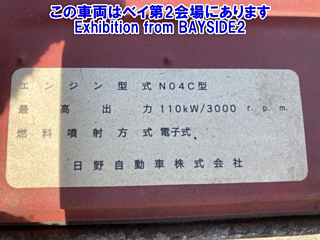 この車両はベイ第2会場にあります
Exhibition from BAYSIDE2
エンジン型式 N04C型
最高出力 110kW/3000 r.p.m.
燃料噴射方式 電子式
日野自動車株式会社